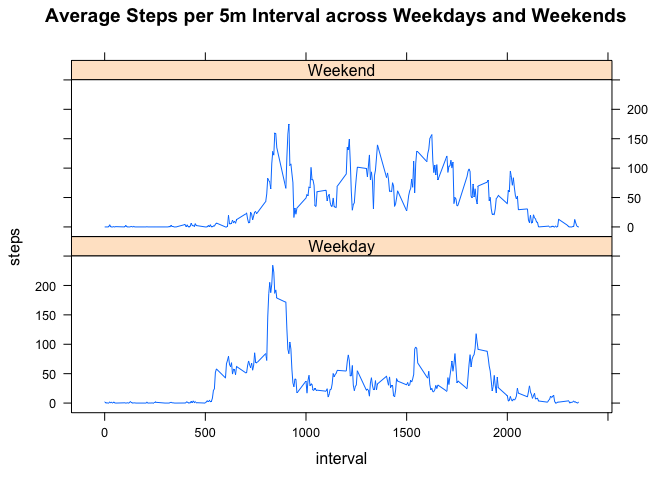 Average Steps per 5m Interval across Weekdays and Weekends
Weekend
200
150
100
50
0
steps
Weekday
200
150
100
50
0
0 500 1000 1500 2000
interval